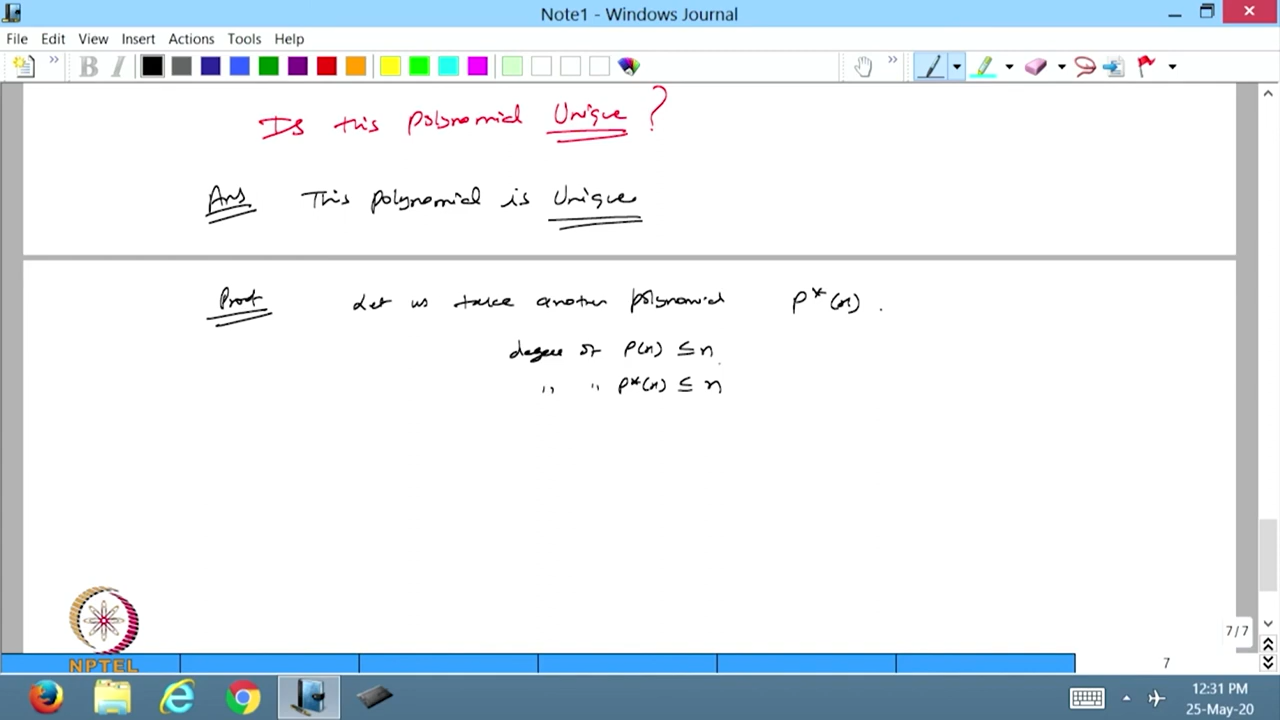 Note1 - Windows Journal
File Edit View Insert Actions Tools Help
B I
Is this polynomial Unique?
Ans This polynomial is Unique
Proof Let us take another polynomial P*(x).
degree of P(x) ≤ n
,, ,, P*(x) ≤ n
7/7
NPTEL
7
12:31 PM
25-May-20